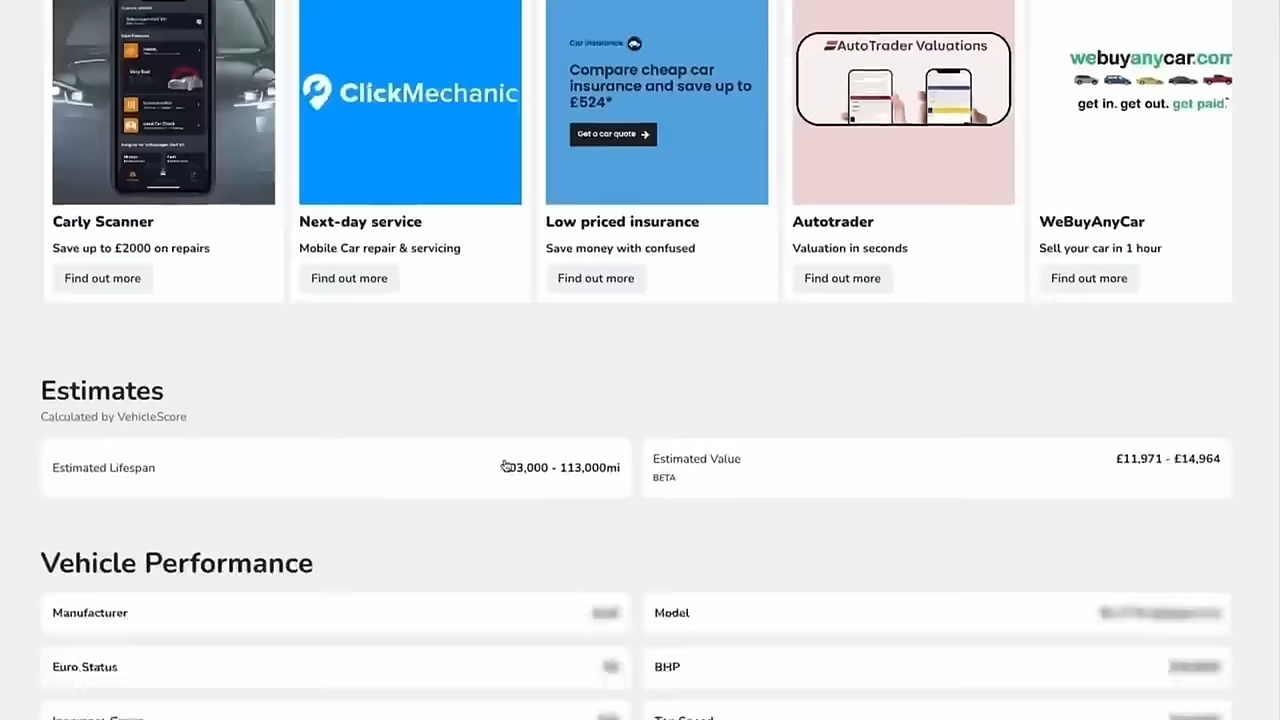 ClickMechanic
Car insurance
Compare cheap car
insurance and save up to
£524*
Get a car quote
AutoTrader Valuations
webuyanycar.com
get in. get out. get paid.
Carly Scanner
Save up to £2000 on repairs
Find out more
Next-day service
Mobile Car repair & servicing
Find out more
Low priced insurance
Save money with confused
Find out more
Autotrader
Valuation in seconds
Find out more
WeBuyAnyCar
Sell your car in 1 hour
Find out more
Estimates
Calculated by VehicleScore
Estimated Lifespan
03,000 - 113,000mi
Estimated Value
BETA
£11,971 - £14,964
Vehicle Performance
Manufacturer
Model
Euro Status
BHP